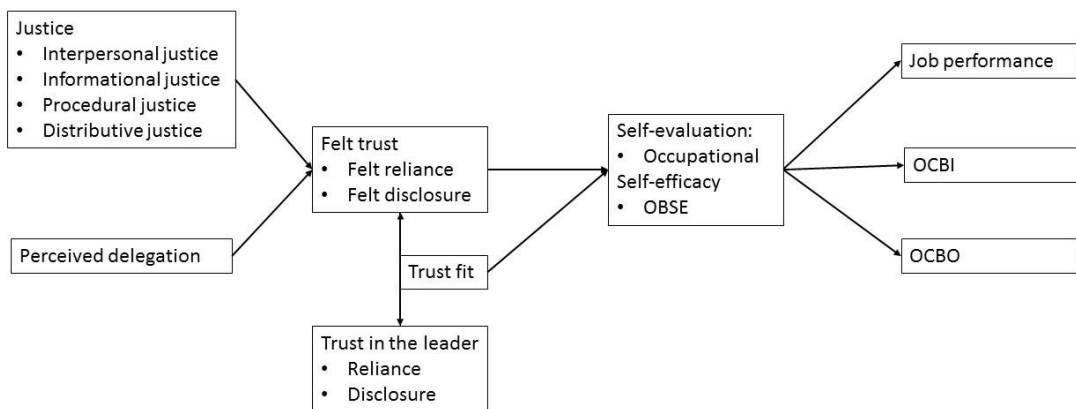 Justice
• Interpersonal justice
• Informational justice
• Procedural justice
• Distributive justice
Perceived delegation
Felt trust
• Felt reliance
• Felt disclosure
Trust fit
Trust in the leader
• Reliance
• Disclosure
Self-evaluation:
• Occupational
Self-efficacy
• OBSE
Job performance
OCBI
OCBO